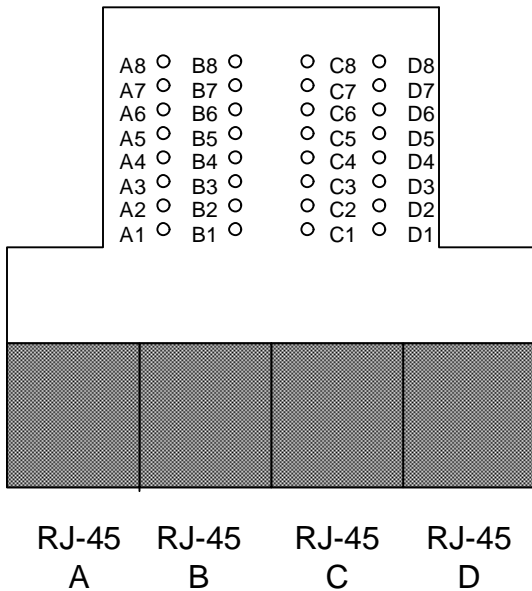 A8 B8 C8 D8
A7 B7 C7 D7
A6 B6 C6 D6
A5 B5 C5 D5
A4 B4 C4 D4
A3 B3 C3 D3
A2 B2 C2 D2
A1 B1 C1 D1
RJ-45 RJ-45 RJ-45 RJ-45
A B C D